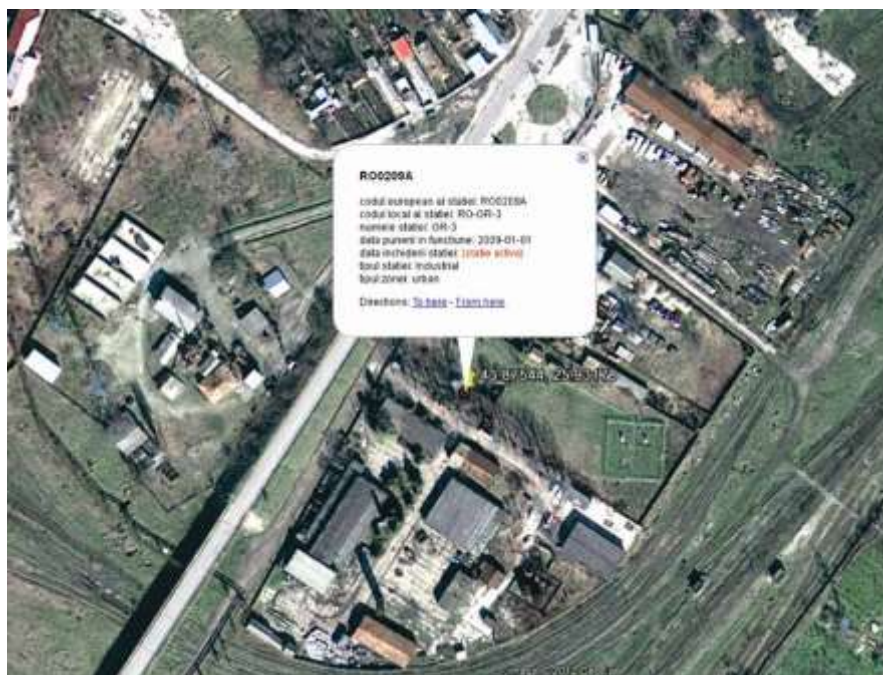 RO0209A
codul european al statiei: RO0209A
codul local al statiei: RO-GR-3
numele statiei: GR-3
data punerii in functiune: 2009-01-01
data inchiderii statiei: (statie activa)
tipul statiei: Industrial
tipul zonei: urban
Directions: To here - From here